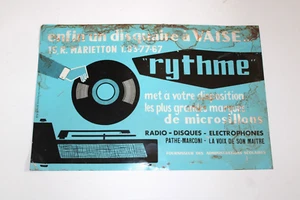 enfin un disquaire a VAISE...
15 R. MARIETTON
"rythme"
met a votre disposition
les plus grandes marques
de microsillons
RADIO - DISQUES - ELECTROPHONES
PATHE-MARCONI - LA VOIX DE SON MAITRE